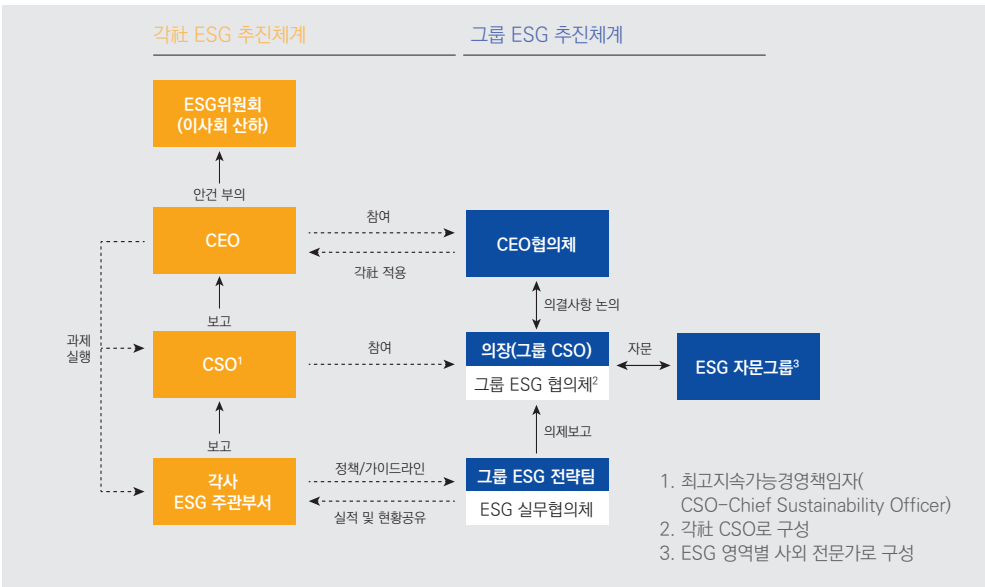 각社 ESG 추진체계
그룹 ESG 추진체계
ESG위원회
(이사회 산하)
안건 부의
CEO
참여
각社 적용
CEO협의체
의결사항 논의
보고
과제
실행
CSO1
참여
의장(그룹 CSO)
그룹 ESG 협의체2
자문
ESG 자문그룹3
보고
의제보고
각사
ESG 주관부서
정책/가이드라인
실적 및 현황공유
그룹 ESG 전략팀
ESG 실무협의체
1. 최고지속가능경영책임자(
CSO-Chief Sustainability Officer)
2. 각社 CSO로 구성
3. ESG 영역별 사외 전문가로 구성